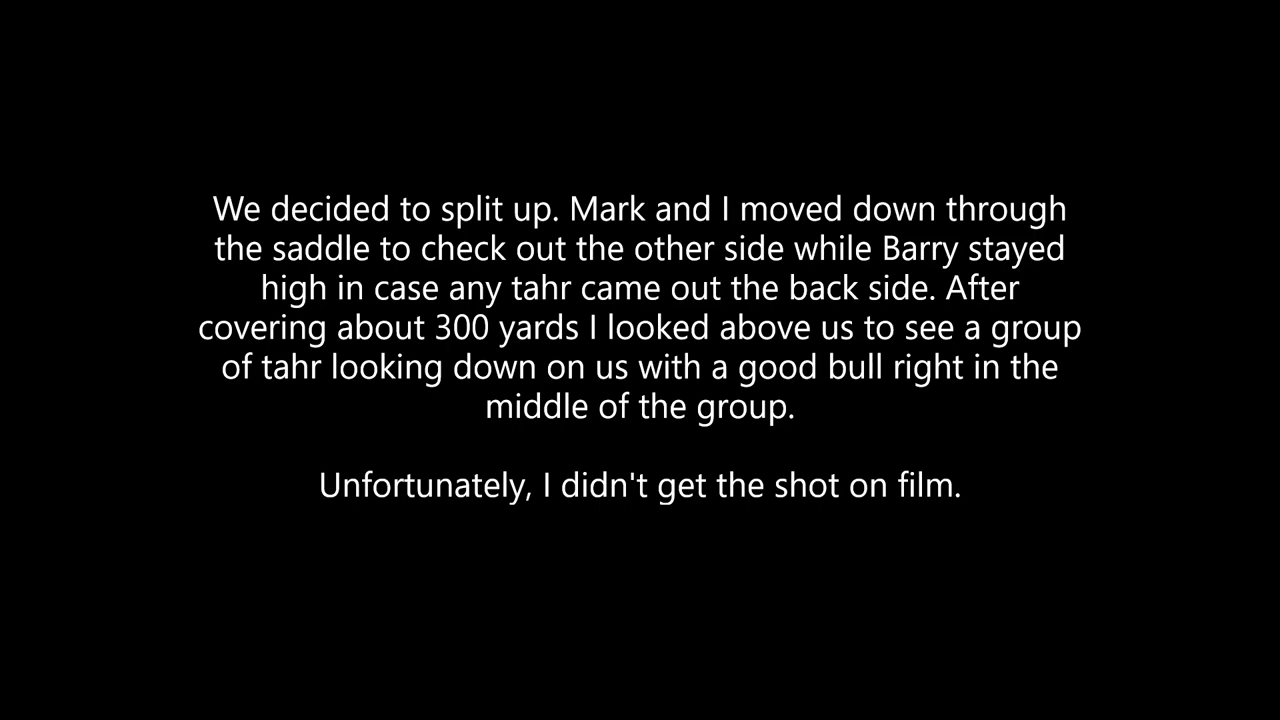 We decided to split up. Mark and I moved down through
the saddle to check out the other side while Barry stayed
high in case any tahr came out the back side. After
covering about 300 yards I looked above us to see a group
of tahr looking down on us with a good bull right in the
middle of the group.
Unfortunately, I didn't get the shot on film.